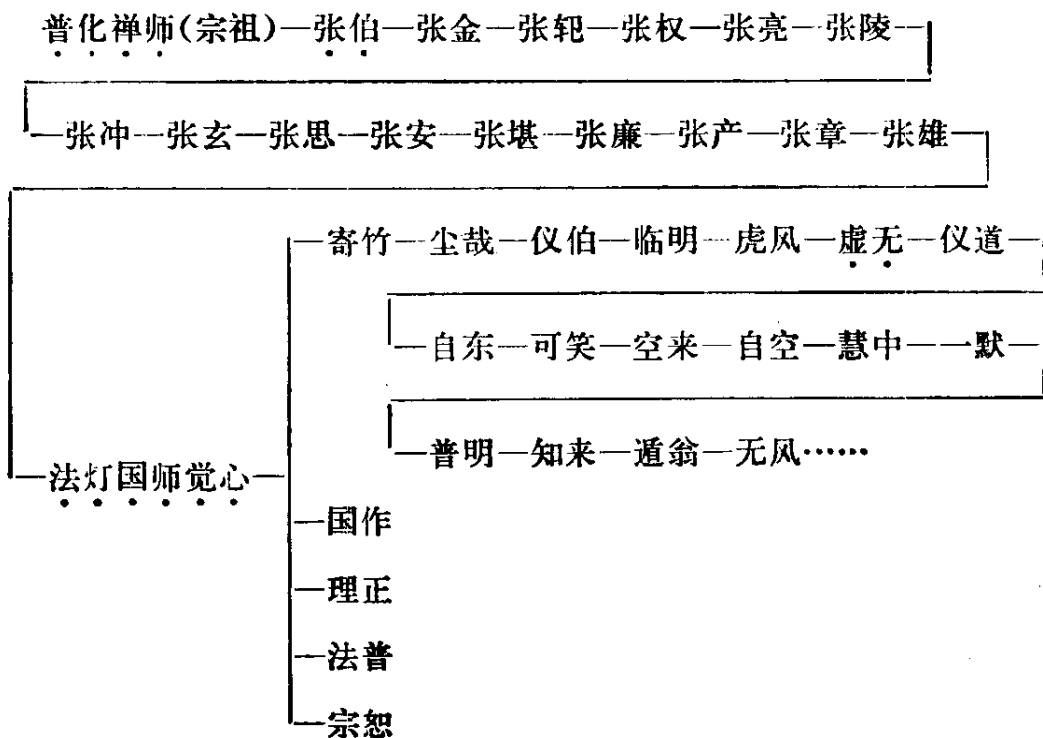 普化禅师(宗祖)—张伯—张金—张轵—张权—张亮—张陵—
—张冲—张玄—张思—张安—张堪—张廉—张产—张章—张雄—
—寄竹—尘哉—仪伯—临明—虎风—虚无—仪道—
—自东—可笑—空来—自空—慧中—一默—
—普明—知来—遁翁—无风……
—法灯国师觉心—
—国作
—理正
—法普
—宗恕